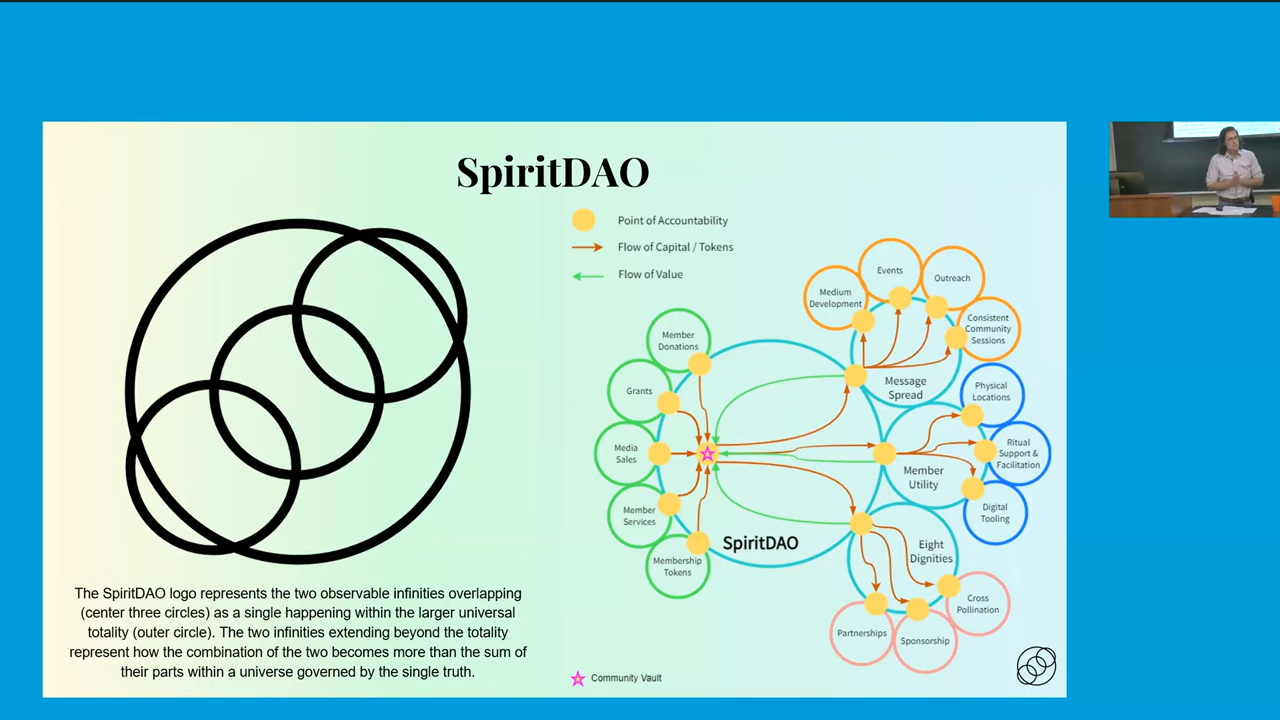 SpiritDAO
Point of Accountability
Flow of Capital / Tokens
Flow of Value
Member
Donations
Grants
Media
Sales
Member
Services
Membership
Tokens
SpiritDAO
Medium
Development
Events
Outreach
Consistent
Community
Sessions
Message
Spread
Physical
Locations
Ritual
Support &
Facilitation
Digital
Tooling
Member
Utility
Eight
Dignities
Cross
Pollination
Sponsorship
Partnerships
The SpiritDAO logo represents the two observable infinities overlapping
(center three circles) as a single happening within the larger universal
totality (outer circle). The two infinities extending beyond the totality
represent how the combination of the two becomes more than the sum of
their parts within a universe governed by the single truth.
Community Vault